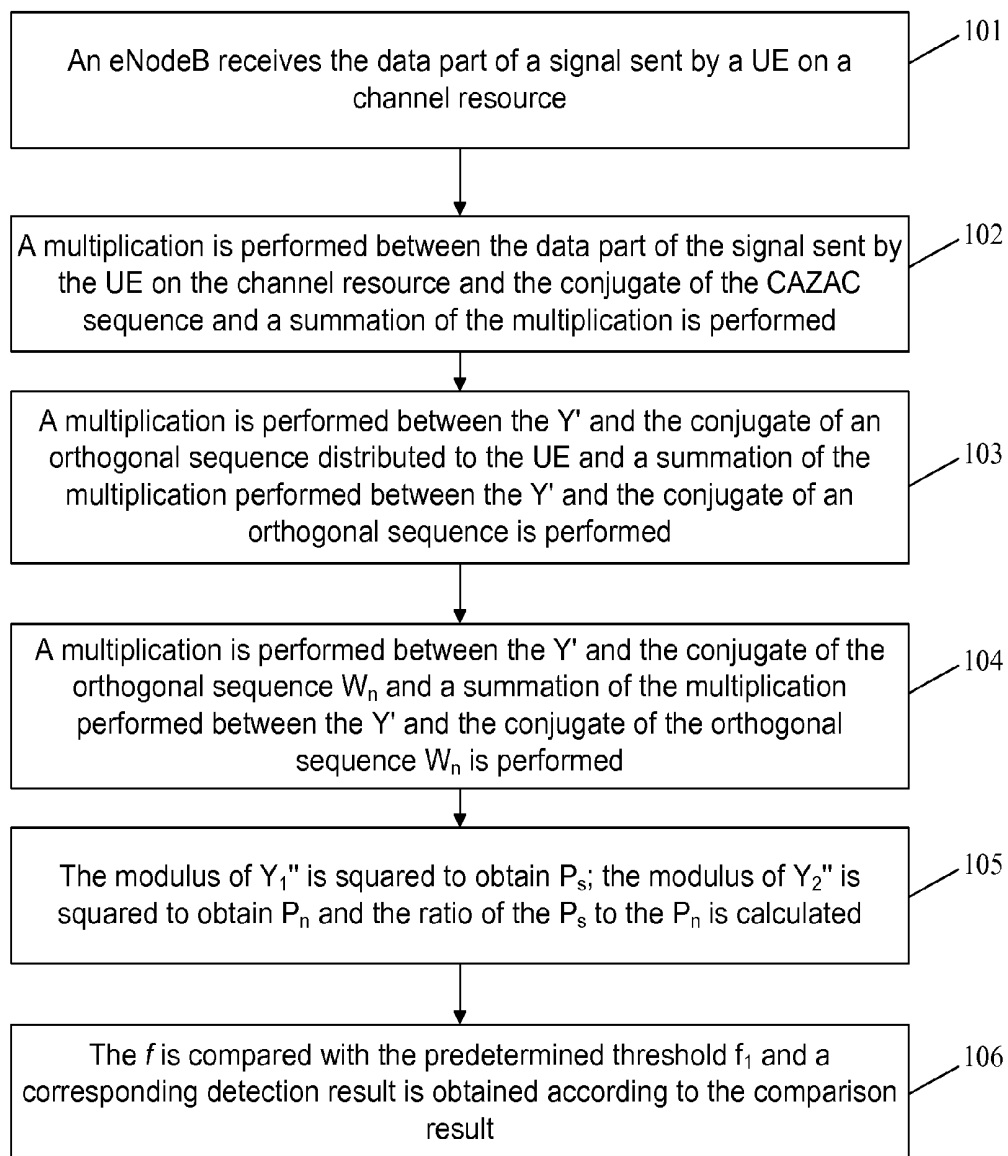 101
An eNodeB receives the data part of a signal sent by a UE on a
channel resource
102
A multiplication is performed between the data part of the signal sent by
the UE on the channel resource and the conjugate of the CAZAC
sequence and a summation of the multiplication is performed
103
A multiplication is performed between the Y' and the conjugate of an
orthogonal sequence distributed to the UE and a summation of the
multiplication performed between the Y' and the conjugate of an
orthogonal sequence is performed
104
A multiplication is performed between the Y' and the conjugate of the
orthogonal sequence Wₙ and a summation of the multiplication
performed between the Y' and the conjugate of the orthogonal
sequence Wₙ is performed
105
The modulus of Y₁'' is squared to obtain Pₛ; the modulus of Y₂'' is
squared to obtain Pₙ and the ratio of the Pₛ to the Pₙ is calculated
106
The f is compared with the predetermined threshold f₁ and a
corresponding detection result is obtained according to the comparison
result